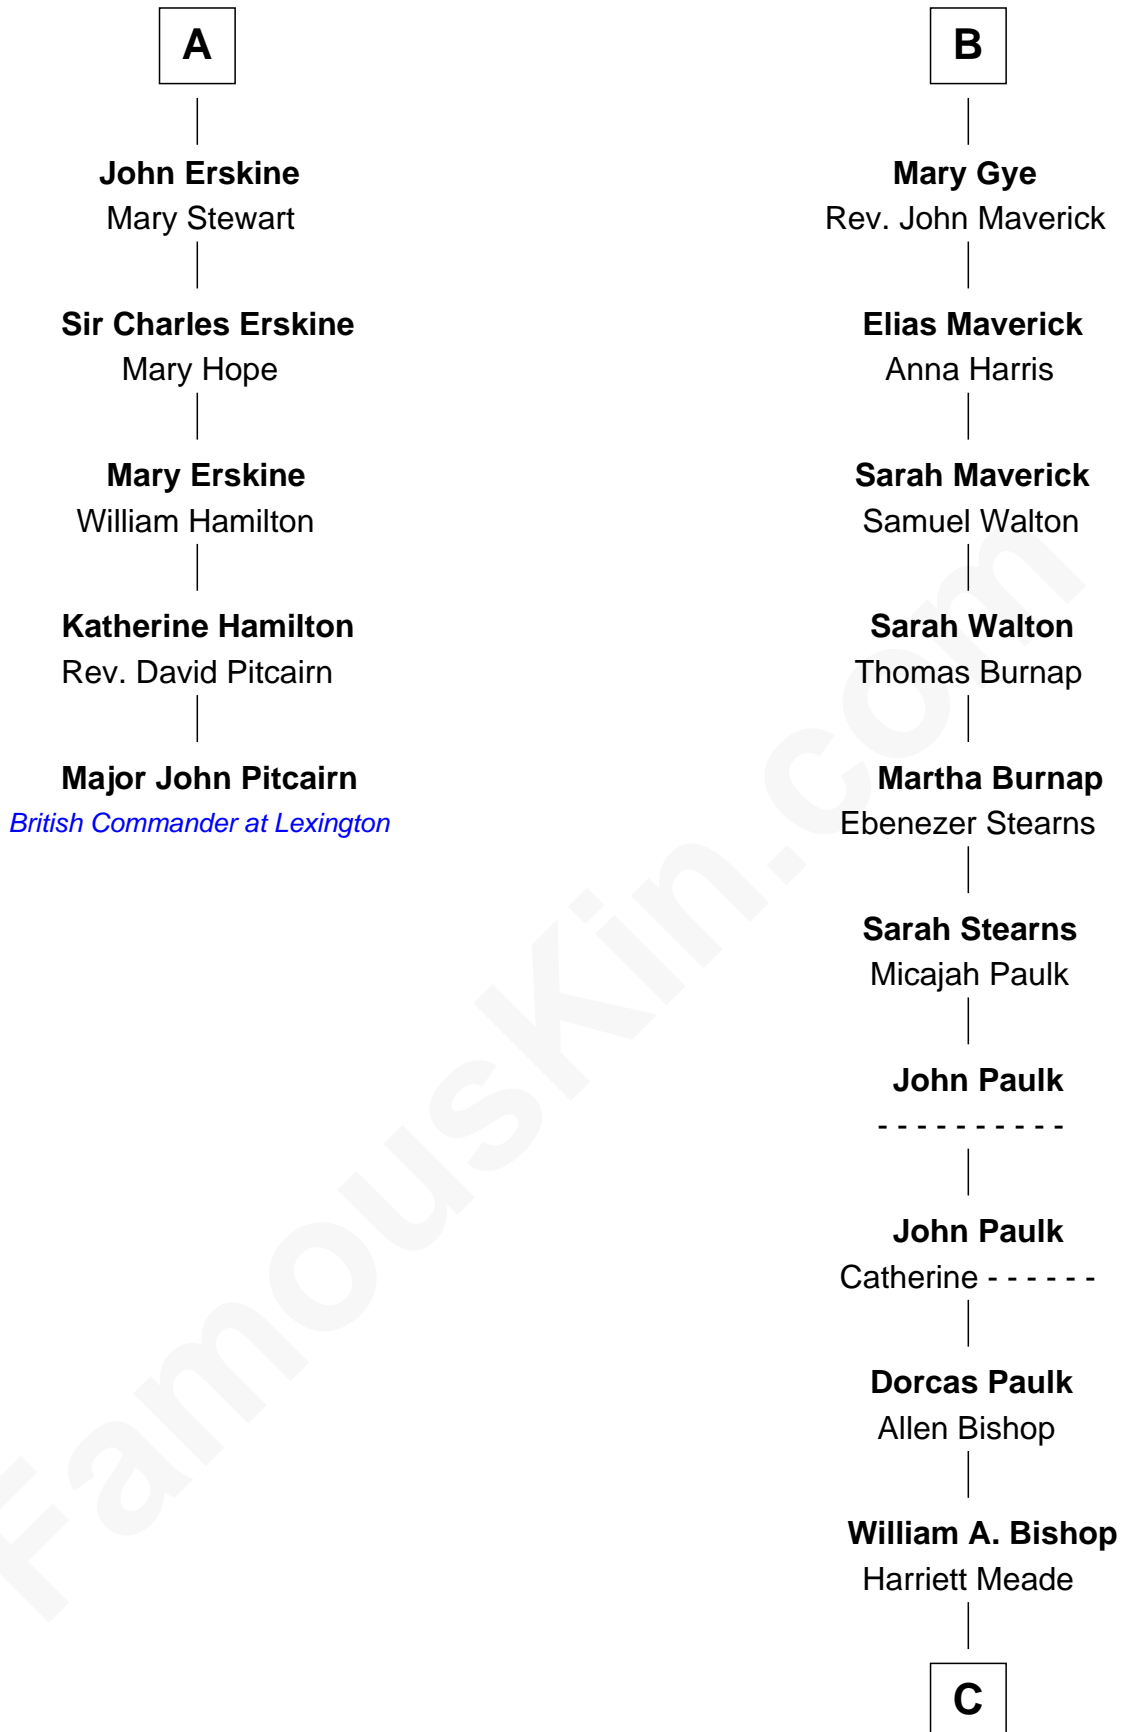 A
John Erskine
Mary Stewart
Sir Charles Erskine
Mary Hope
Mary Erskine
William Hamilton
Katherine Hamilton
Rev. David Pitcairn
Major John Pitcairn
British Commander at Lexington
B
Mary Gye
Rev. John Maverick
Elias Maverick
Anna Harris
Sarah Maverick
Samuel Walton
Sarah Walton
Thomas Burnap
Martha Burnap
Ebenezer Stearns
Sarah Stearns
Micajah Paulk
John Paulk
- - - - - - - - - -
John Paulk
Catherine - - - - - -
Dorcas Paulk
Allen Bishop
William A. Bishop
Harriett Meade
C
FamousKin.com